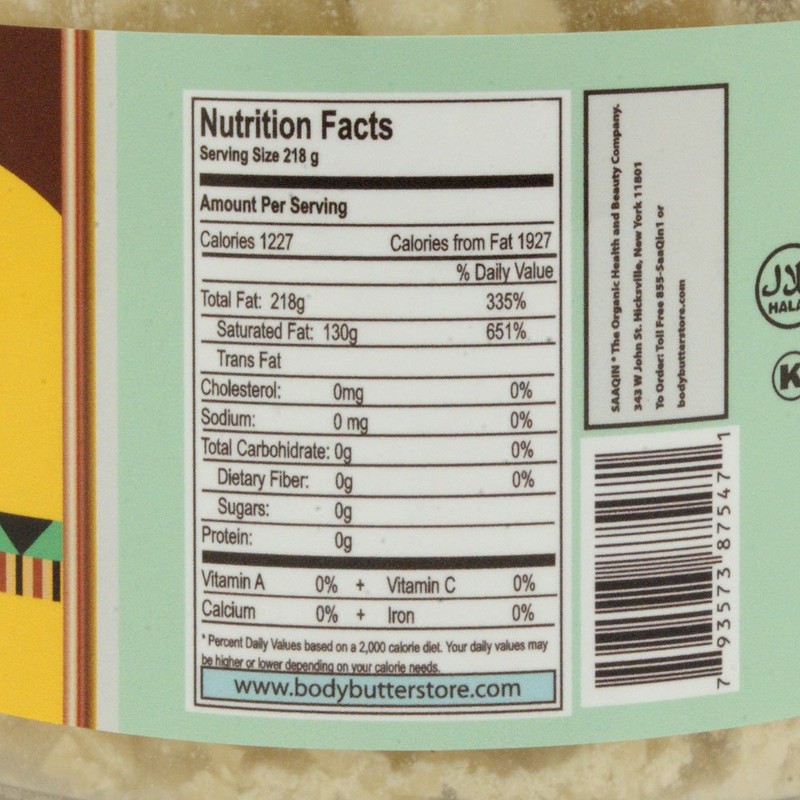 Nutrition Facts
Serving Size 218 g
Amount Per Serving
Calories 1227 Calories from Fat 1927
% Daily Value
Total Fat: 218g 335%
Saturated Fat: 130g 651%
Trans Fat
Cholesterol: 0mg 0%
Sodium: 0 mg 0%
Total Carbohidrate: 0g 0%
Dietary Fiber: 0g 0%
Sugars: 0g
Protein: 0g
Vitamin A 0% + Vitamin C 0%
Calcium 0% + Iron 0%
* Percent Daily Values based on a 2,000 calorie diet. Your daily values may
be higher or lower depending on your calorie needs.
www.bodybutterstore.com
SAAQIN * The Organic Health and Beauty Company.
343 W John St. Hicksville, New York 11801
To Order: Toll Free 855-SaaQin1 or
bodybutterstore.com
7 93573 87547 1
K